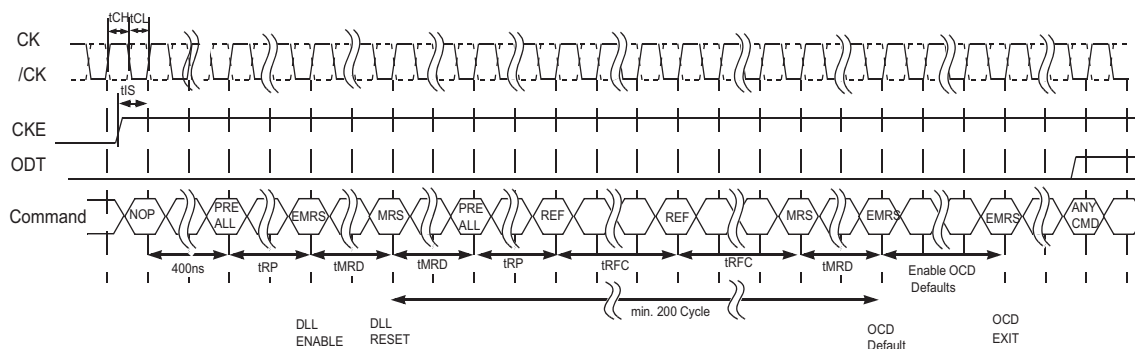 tCH tCL
CK
/CK
tIS
CKE
ODT
Command
NOP
PRE
ALL
EMRS
MRS
PRE
ALL
REF
REF
MRS
EMRS
EMRS
ANY
CMD
400ns
tRP
tMRD
tMRD
tRP
tRFC
tRFC
tMRD
Enable OCD
Defaults
min. 200 Cycle
DLL
ENABLE
DLL
RESET
OCD
Default
OCD
EXIT